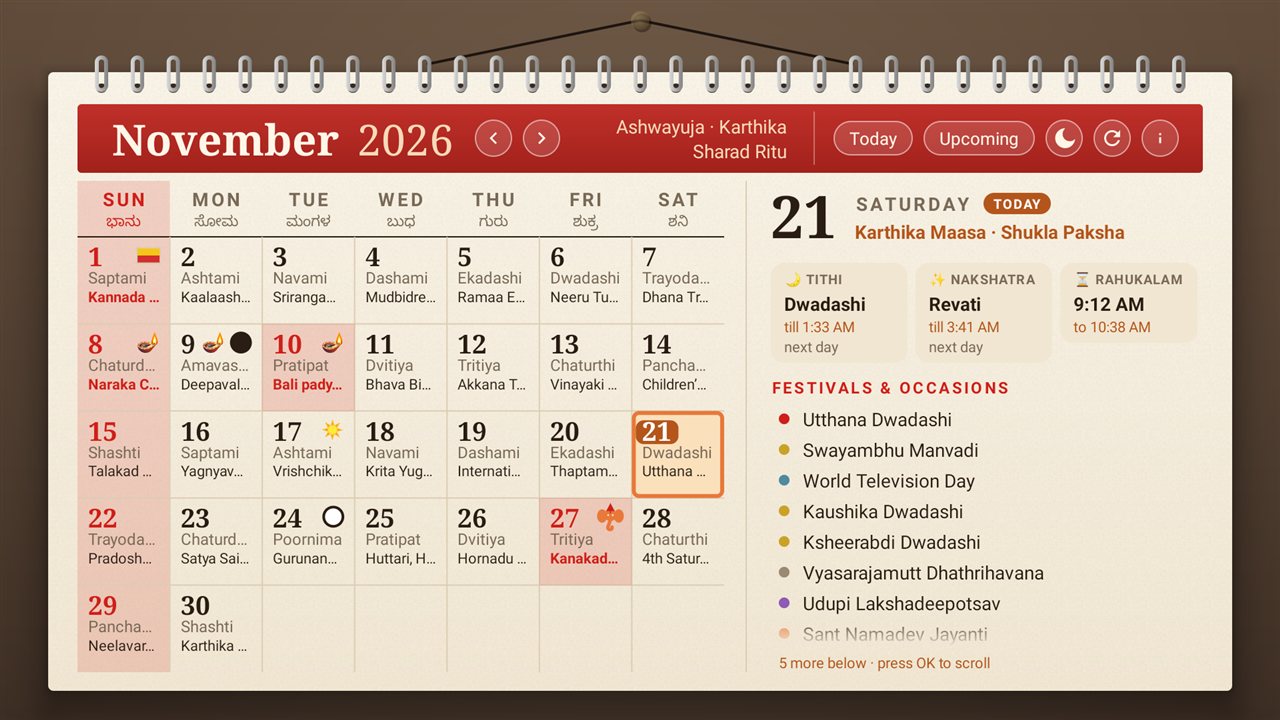 November 2026
Ashwayuja · Karthika
Sharad Ritu
Today Upcoming
SUN MON TUE WED THU FRI SAT
ಭಾನು ಸೋಮ ಮಂಗಳ ಬುಧ ಗುರು ಶುಕ್ರ ಶನಿ
1 2 3 4 5 6 7
Saptami Ashtami Navami Dashami Ekadashi Dwadashi Trayoda...
Kannada ... Kaalaash... Sriranga... Mudbidre... Ramaa E... Neeru Tu... Dhana Tr...
8 9 10 11 12 13 14
Chaturd... Amavas... Pratipat Dvitiya Tritiya Chaturthi Pancha...
Naraka C... Deepaval... Bali pady... Bhava Bi... Akkana T... Vinayaki ... Children'...
15 16 17 18 19 20 21
Shashti Saptami Ashtami Navami Dashami Ekadashi Dwadashi
Talakad ... Yagnyav... Vrishchik... Krita Yug... Internati... Thaptam... Utthana ...
22 23 24 25 26 27 28
Trayoda... Chaturd... Poornima Pratipat Dvitiya Tritiya Chaturthi
Pradosh... Satya Sai... Gurunan... Huttari, H... Hornadu ... Kanakad... 4th Satur...
29 30
Pancha... Shashti
Neelavar... Karthika ...
21 SATURDAY TODAY
Karthika Maasa · Shukla Paksha
TITHI NAKSHATRA RAHUKALAM
Dwadashi Revati 9:12 AM
till 1:33 AM till 3:41 AM to 10:38 AM
next day next day
FESTIVALS & OCCASIONS
Utthana Dwadashi
Swayambhu Manvadi
World Television Day
Kaushika Dwadashi
Ksheerabdi Dwadashi
Vyasarajamutt Dhathrihavana
Udupi Lakshadeepotsav
Sant Namadev Jayanti
5 more below · press OK to scroll